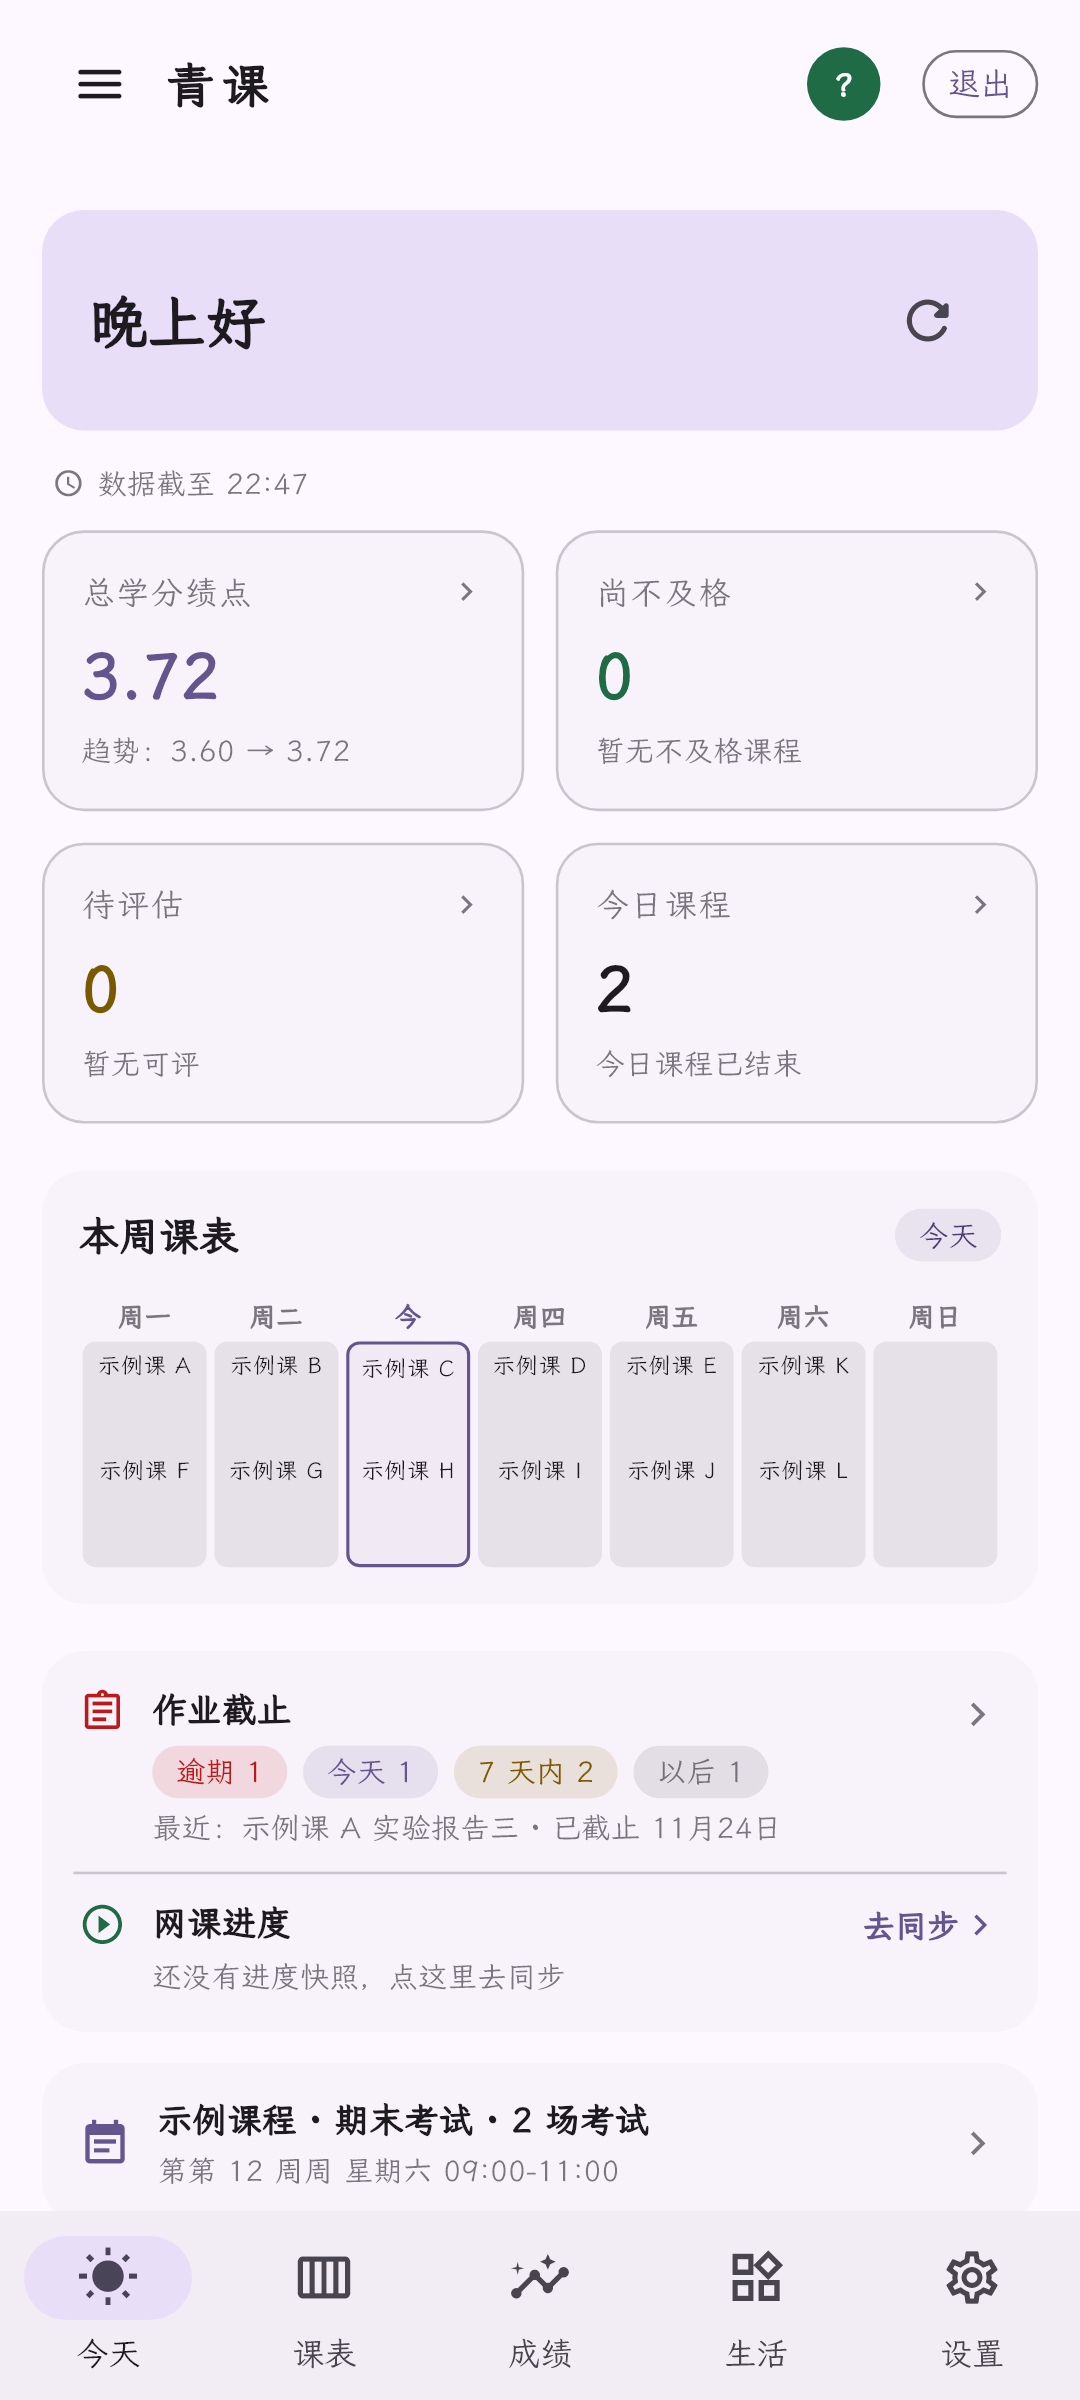 青课
?
退出
晚上好
数据截至 22:47
总学分绩点
3.72
趋势：3.60 → 3.72
尚不及格
0
暂无不及格课程
待评估
0
暂无可评
今日课程
2
今日课程已结束
本周课表
今天
周一 周二 今 周四 周五 周六 周日
示例课 A 示例课 B 示例课 C 示例课 D 示例课 E 示例课 K
示例课 F 示例课 G 示例课 H 示例课 I 示例课 J 示例课 L
作业截止
逾期 1 今天 1 7 天内 2 以后 1
最近：示例课 A 实验报告三・已截止 11月24日
网课进度
去同步
还没有进度快照，点这里去同步
示例课程・期末考试・2 场考试
第第 12 周周 星期六 09:00-11:00
今天 课表 成绩 生活 设置